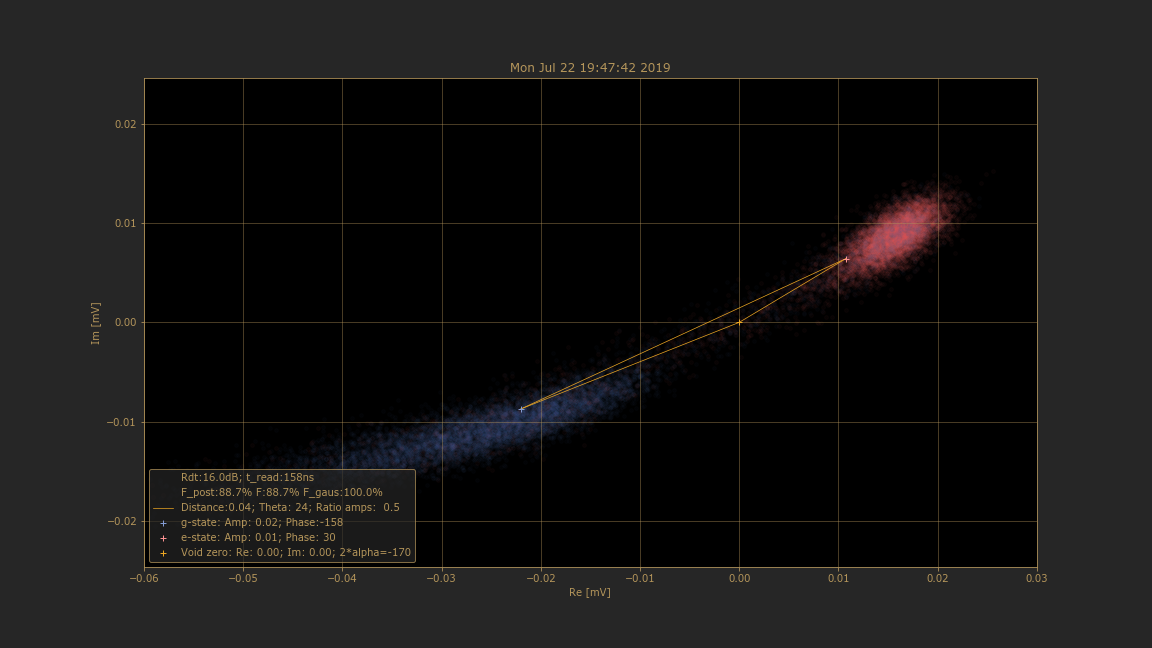 Mon Jul 22 19:47:42 2019
0.02
0.01
0.00
−0.01
−0.02
Im [mV]
Rdt:16.0dB; t_read:158ns
F_post:88.7% F:88.7% F_gaus:100.0%
Distance:0.04; Theta: 24; Ratio amps:  0.5
g-state: Amp: 0.02; Phase:-158
e-state: Amp: 0.01; Phase: 30
Void zero: Re: 0.00; Im: 0.00; 2*alpha=-170
−0.06 −0.05 −0.04 −0.03 −0.02 −0.01 0.00 0.01 0.02 0.03
Re [mV]